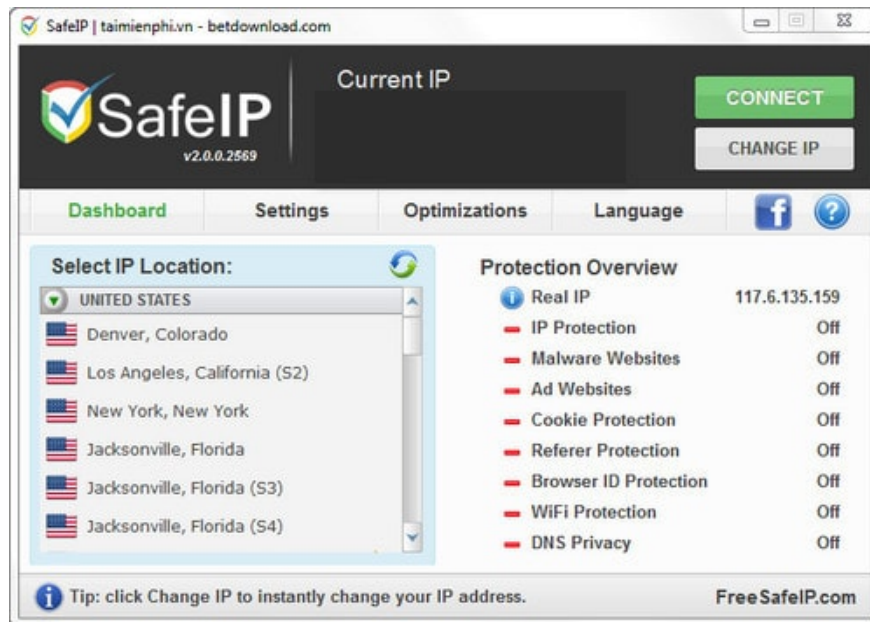 SafeIP | taimienphi.vn - betdownload.com
SafeIP
v2.0.0.2569
Current IP
CONNECT
CHANGE IP
Dashboard Settings Optimizations Language
Select IP Location:
UNITED STATES
Denver, Colorado
Los Angeles, California (S2)
New York, New York
Jacksonville, Florida
Jacksonville, Florida (S3)
Jacksonville, Florida (S4)
Protection Overview
Real IP 117.6.135.159
IP Protection Off
Malware Websites Off
Ad Websites Off
Cookie Protection Off
Referer Protection Off
Browser ID Protection Off
WiFi Protection Off
DNS Privacy Off
Tip: click Change IP to instantly change your IP address.
FreeSafeIP.com